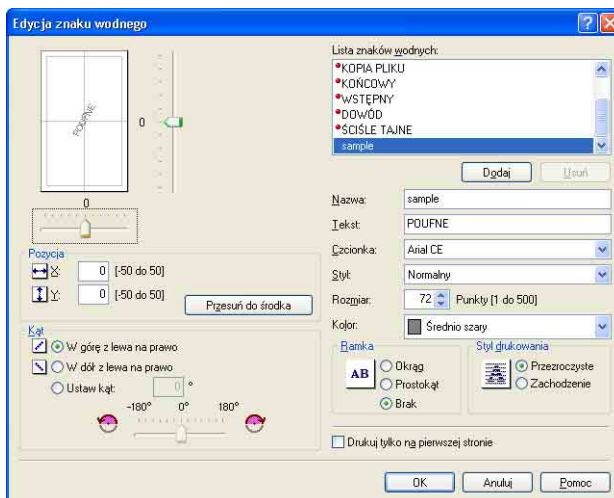 Edycja znaku wodnego
POUFNE
0
0
Pozycja
X: 0 [-50 do 50]
Y: 0 [-50 do 50]
Przesuń do środka
Kąt
W górę z lewa na prawo
W dół z lewa na prawo
Ustaw kąt: 0 °
-180° 0° 180°
Lista znaków wodnych:
KOPIA PLIKU
KOŃCOWY
WSTĘPNY
DOWÓD
ŚCIŚLE TAJNE
sample
Dodaj Usuń
Nazwa: sample
Tekst: POUFNE
Czcionka: Arial CE
Styl: Normalny
Rozmiar: 72 Punkty [1 do 500]
Kolor: Średnio szary
Ramka
AB
Okrąg
Prostokąt
Brak
Styl drukowania
Przezroczyste
Zachodzenie
Drukuj tylko na pierwszej stronie
OK Anuluj Pomoc